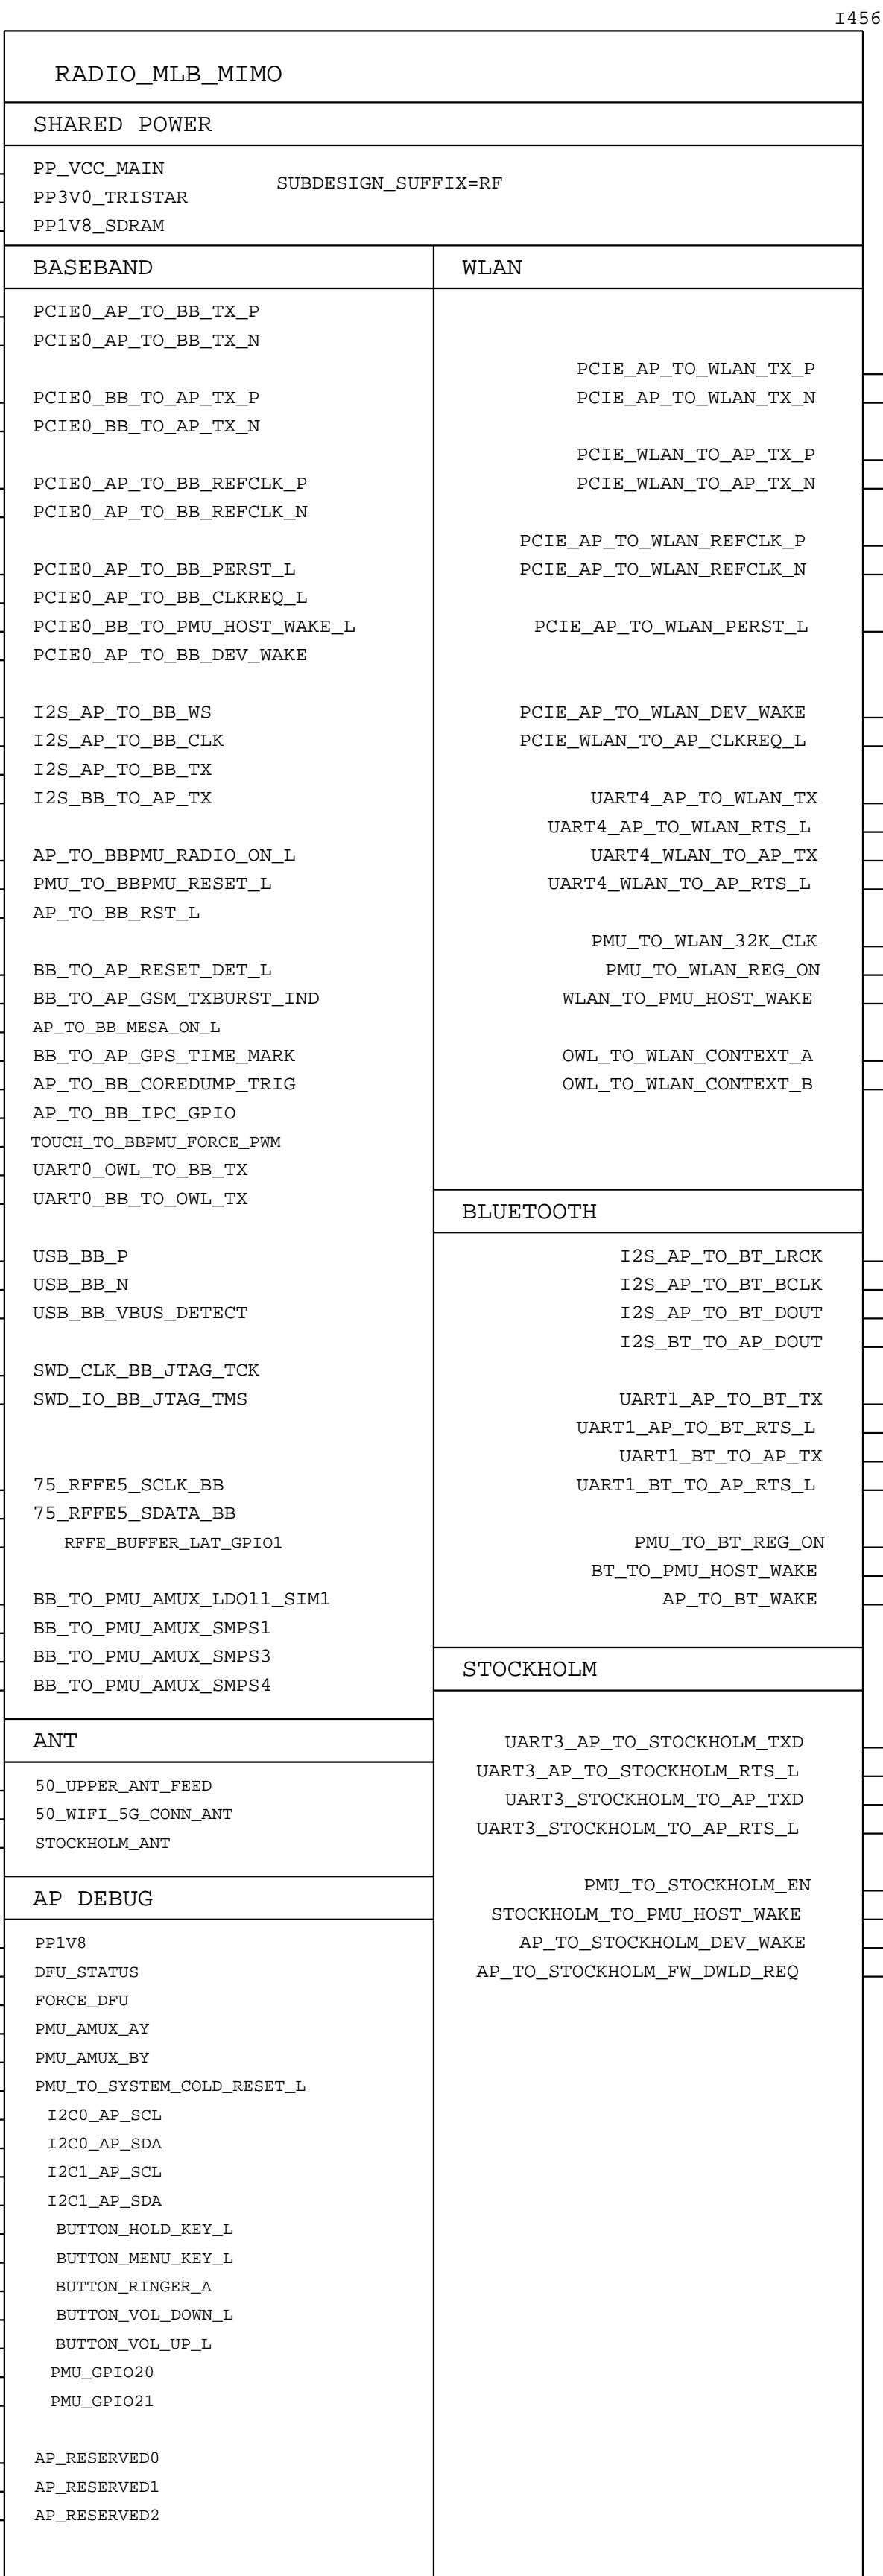 I456
RADIO_MLB_MIMO
SHARED POWER
PP_VCC_MAIN
PP3V0_TRISTAR
PP1V8_SDRAM
SUBDESIGN_SUFFIX=RF
BASEBAND
PCIE0_AP_TO_BB_TX_P
PCIE0_AP_TO_BB_TX_N
PCIE0_BB_TO_AP_TX_P
PCIE0_BB_TO_AP_TX_N
PCIE0_AP_TO_BB_REFCLK_P
PCIE0_AP_TO_BB_REFCLK_N
PCIE0_AP_TO_BB_PERST_L
PCIE0_AP_TO_BB_CLKREQ_L
PCIE0_BB_TO_PMU_HOST_WAKE_L
PCIE0_AP_TO_BB_DEV_WAKE
I2S_AP_TO_BB_WS
I2S_AP_TO_BB_CLK
I2S_AP_TO_BB_TX
I2S_BB_TO_AP_TX
AP_TO_BBPMU_RADIO_ON_L
PMU_TO_BBPMU_RESET_L
AP_TO_BB_RST_L
BB_TO_AP_RESET_DET_L
BB_TO_AP_GSM_TXBURST_IND
AP_TO_BB_MESA_ON_L
BB_TO_AP_GPS_TIME_MARK
AP_TO_BB_COREDUMP_TRIG
AP_TO_BB_IPC_GPIO
TOUCH_TO_BBPMU_FORCE_PWM
UART0_OWL_TO_BB_TX
UART0_BB_TO_OWL_TX
USB_BB_P
USB_BB_N
USB_BB_VBUS_DETECT
SWD_CLK_BB_JTAG_TCK
SWD_IO_BB_JTAG_TMS
75_RFFE5_SCLK_BB
75_RFFE5_SDATA_BB
RFFE_BUFFER_LAT_GPIO1
BB_TO_PMU_AMUX_LDO11_SIM1
BB_TO_PMU_AMUX_SMPS1
BB_TO_PMU_AMUX_SMPS3
BB_TO_PMU_AMUX_SMPS4
ANT
50_UPPER_ANT_FEED
50_WIFI_5G_CONN_ANT
STOCKHOLM_ANT
AP DEBUG
PP1V8
DFU_STATUS
FORCE_DFU
PMU_AMUX_AY
PMU_AMUX_BY
PMU_TO_SYSTEM_COLD_RESET_L
I2C0_AP_SCL
I2C0_AP_SDA
I2C1_AP_SCL
I2C1_AP_SDA
BUTTON_HOLD_KEY_L
BUTTON_MENU_KEY_L
BUTTON_RINGER_A
BUTTON_VOL_DOWN_L
BUTTON_VOL_UP_L
PMU_GPIO20
PMU_GPIO21
AP_RESERVED0
AP_RESERVED1
AP_RESERVED2
WLAN
PCIE_AP_TO_WLAN_TX_P
PCIE_AP_TO_WLAN_TX_N
PCIE_WLAN_TO_AP_TX_P
PCIE_WLAN_TO_AP_TX_N
PCIE_AP_TO_WLAN_REFCLK_P
PCIE_AP_TO_WLAN_REFCLK_N
PCIE_AP_TO_WLAN_PERST_L
PCIE_AP_TO_WLAN_DEV_WAKE
PCIE_WLAN_TO_AP_CLKREQ_L
UART4_AP_TO_WLAN_TX
UART4_AP_TO_WLAN_RTS_L
UART4_WLAN_TO_AP_TX
UART4_WLAN_TO_AP_RTS_L
PMU_TO_WLAN_32K_CLK
PMU_TO_WLAN_REG_ON
WLAN_TO_PMU_HOST_WAKE
OWL_TO_WLAN_CONTEXT_A
OWL_TO_WLAN_CONTEXT_B
BLUETOOTH
I2S_AP_TO_BT_LRCK
I2S_AP_TO_BT_BCLK
I2S_AP_TO_BT_DOUT
I2S_BT_TO_AP_DOUT
UART1_AP_TO_BT_TX
UART1_AP_TO_BT_RTS_L
UART1_BT_TO_AP_TX
UART1_BT_TO_AP_RTS_L
PMU_TO_BT_REG_ON
BT_TO_PMU_HOST_WAKE
AP_TO_BT_WAKE
STOCKHOLM
UART3_AP_TO_STOCKHOLM_TXD
UART3_AP_TO_STOCKHOLM_RTS_L
UART3_STOCKHOLM_TO_AP_TXD
UART3_STOCKHOLM_TO_AP_RTS_L
PMU_TO_STOCKHOLM_EN
STOCKHOLM_TO_PMU_HOST_WAKE
AP_TO_STOCKHOLM_DEV_WAKE
AP_TO_STOCKHOLM_FW_DWLD_REQ